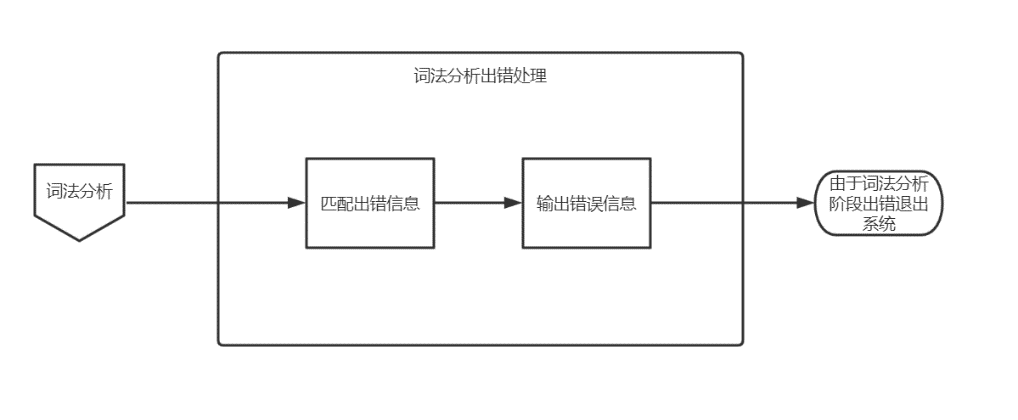 词法分析出错处理
词法分析
匹配出错信息
输出错误信息
由于词法分析
阶段出错退出
系统